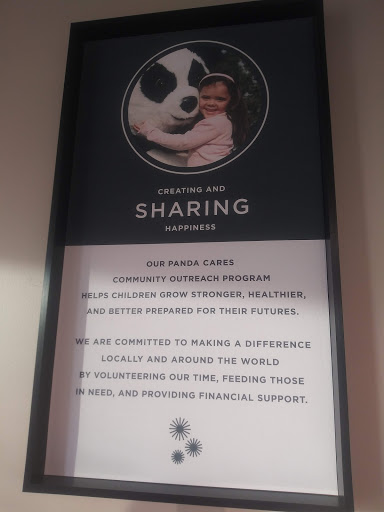 CREATING AND
SHARING
HAPPINESS
OUR PANDA CARES
COMMUNITY OUTREACH PROGRAM
HELPS CHILDREN GROW STRONGER, HEALTHIER,
AND BETTER PREPARED FOR THEIR FUTURES.
WE ARE COMMITTED TO MAKING A DIFFERENCE
LOCALLY AND AROUND THE WORLD
BY VOLUNTEERING OUR TIME, FEEDING THOSE
IN NEED, AND PROVIDING FINANCIAL SUPPORT.